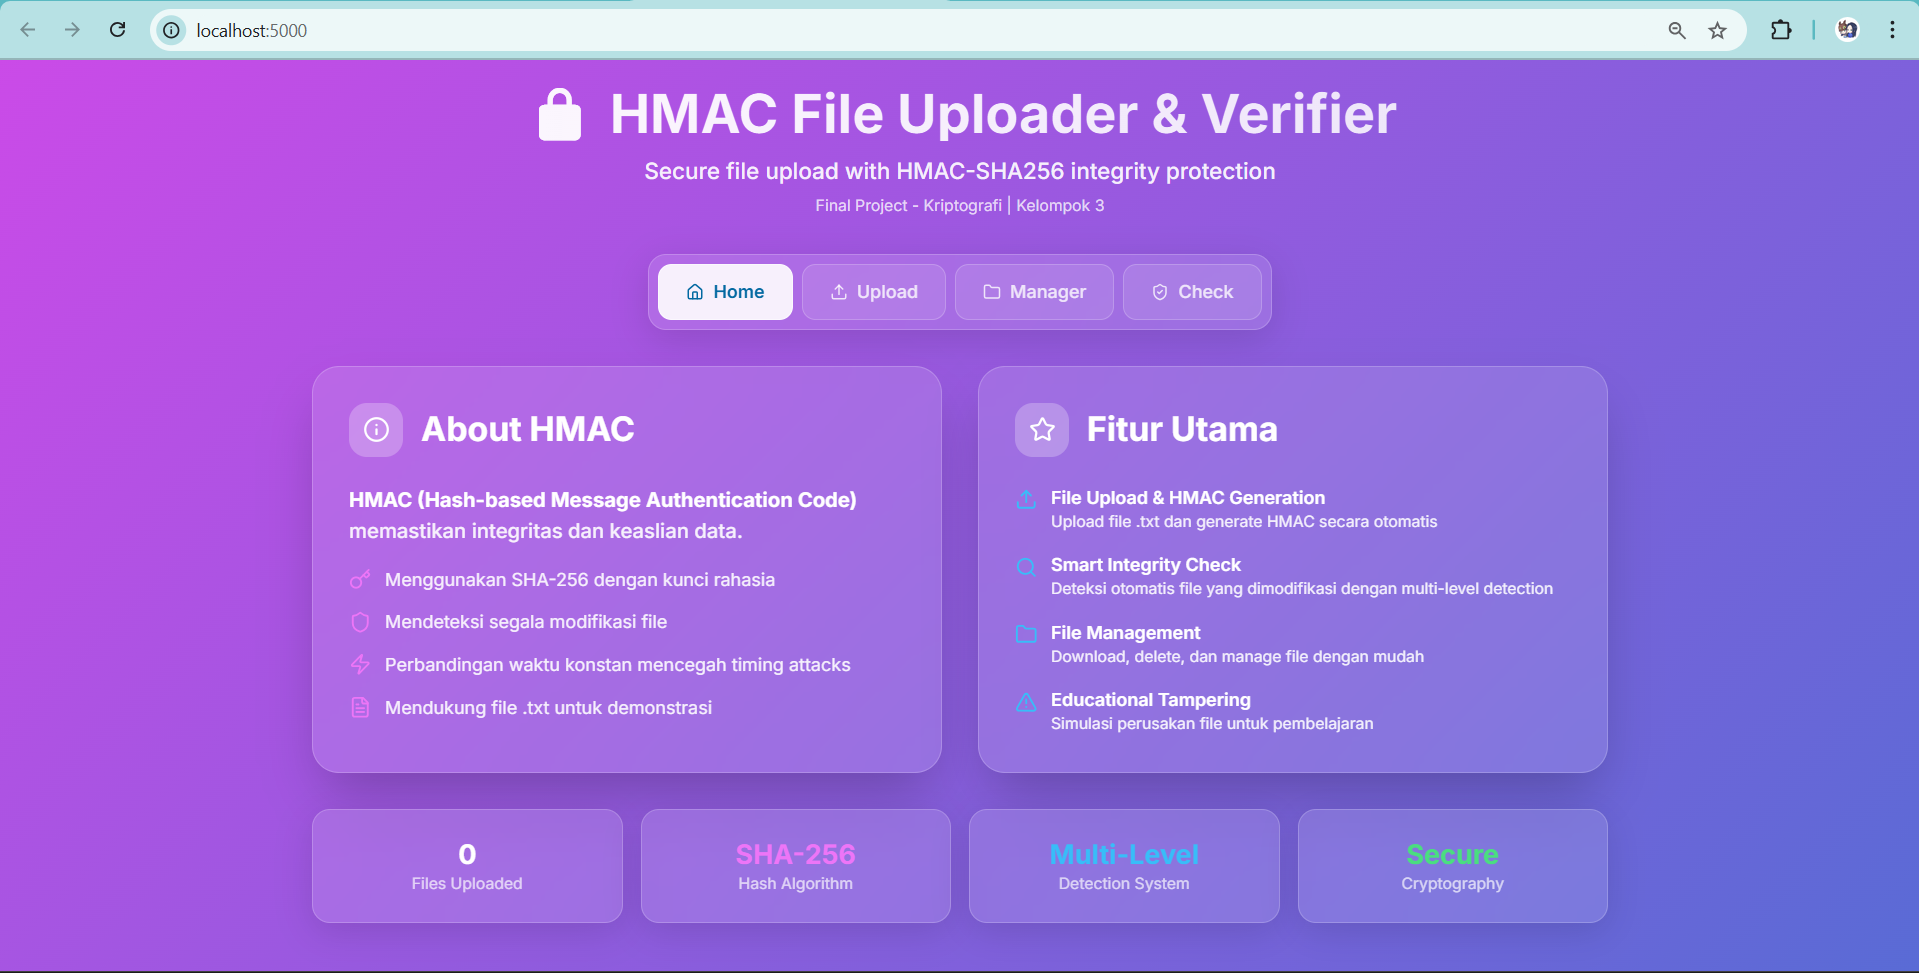 localhost:5000
HMAC File Uploader & Verifier
Secure file upload with HMAC-SHA256 integrity protection
Final Project - Kriptografi | Kelompok 3
Home
Upload
Manager
Check
About HMAC
HMAC (Hash-based Message Authentication Code)
memastikan integritas dan keaslian data.
Menggunakan SHA-256 dengan kunci rahasia
Mendeteksi segala modifikasi file
Perbandingan waktu konstan mencegah timing attacks
Mendukung file .txt untuk demonstrasi
Fitur Utama
File Upload & HMAC Generation
Upload file .txt dan generate HMAC secara otomatis
Smart Integrity Check
Deteksi otomatis file yang dimodifikasi dengan multi-level detection
File Management
Download, delete, dan manage file dengan mudah
Educational Tampering
Simulasi perusakan file untuk pembelajaran
0
Files Uploaded
SHA-256
Hash Algorithm
Multi-Level
Detection System
Secure
Cryptography